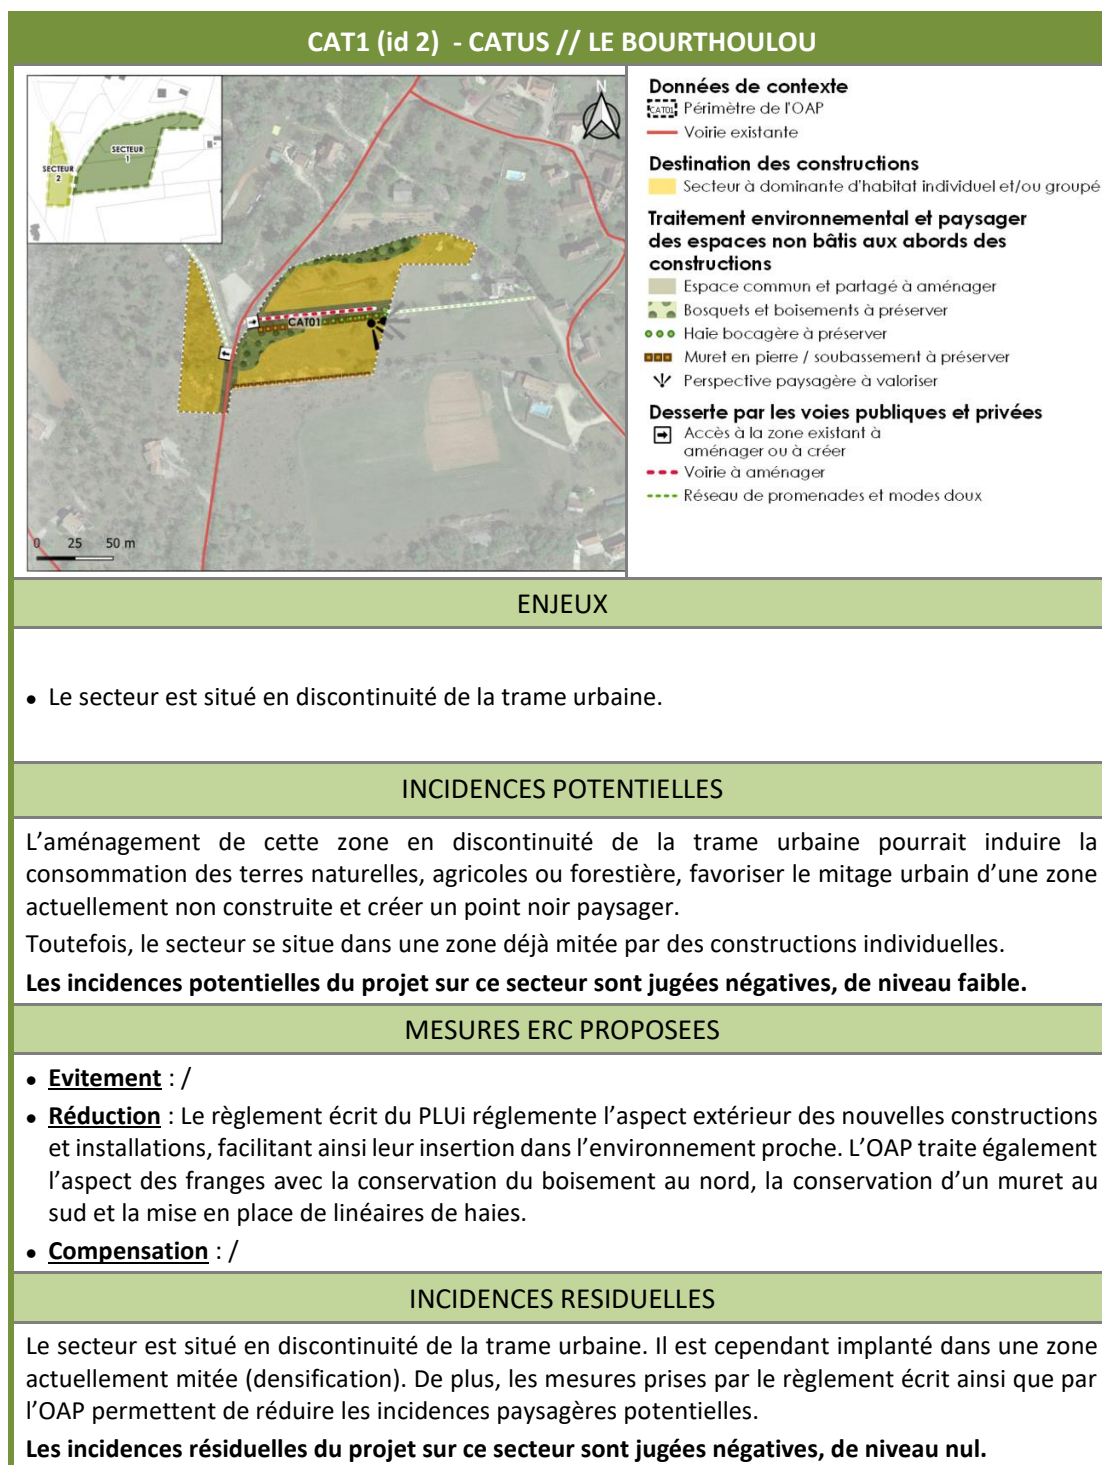 CAT1 (id 2) - CATUS // LE BOURTHOULOU
SECTEUR
1
SECTEUR
2
N
CAT01
0 25 50 m
Données de contexte
CAT01 Périmètre de l'OAP
Voirie existante
Destination des constructions
Secteur à dominante d'habitat individuel et/ou groupé
Traitement environnemental et paysager
des espaces non bâtis aux abords des
constructions
Espace commun et partagé à aménager
Bosquets et boisements à préserver
Haie bocagère à préserver
Muret en pierre / soubassement à préserver
Perspective paysagère à valoriser
Desserte par les voies publiques et privées
Accès à la zone existant à
aménager ou à créer
Voirie à aménager
Réseau de promenades et modes doux
ENJEUX
• Le secteur est situé en discontinuité de la trame urbaine.
INCIDENCES POTENTIELLES
L'aménagement de cette zone en discontinuité de la trame urbaine pourrait induire la
consommation des terres naturelles, agricoles ou forestière, favoriser le mitage urbain d'une zone
actuellement non construite et créer un point noir paysager.
Toutefois, le secteur se situe dans une zone déjà mitée par des constructions individuelles.
Les incidences potentielles du projet sur ce secteur sont jugées négatives, de niveau faible.
MESURES ERC PROPOSEES
• Evitement : /
• Réduction : Le règlement écrit du PLUi réglemente l'aspect extérieur des nouvelles constructions
et installations, facilitant ainsi leur insertion dans l'environnement proche. L'OAP traite également
l'aspect des franges avec la conservation du boisement au nord, la conservation d'un muret au
sud et la mise en place de linéaires de haies.
• Compensation : /
INCIDENCES RESIDUELLES
Le secteur est situé en discontinuité de la trame urbaine. Il est cependant implanté dans une zone
actuellement mitée (densification). De plus, les mesures prises par le règlement écrit ainsi que par
l'OAP permettent de réduire les incidences paysagères potentielles.
Les incidences résiduelles du projet sur ce secteur sont jugées négatives, de niveau nul.